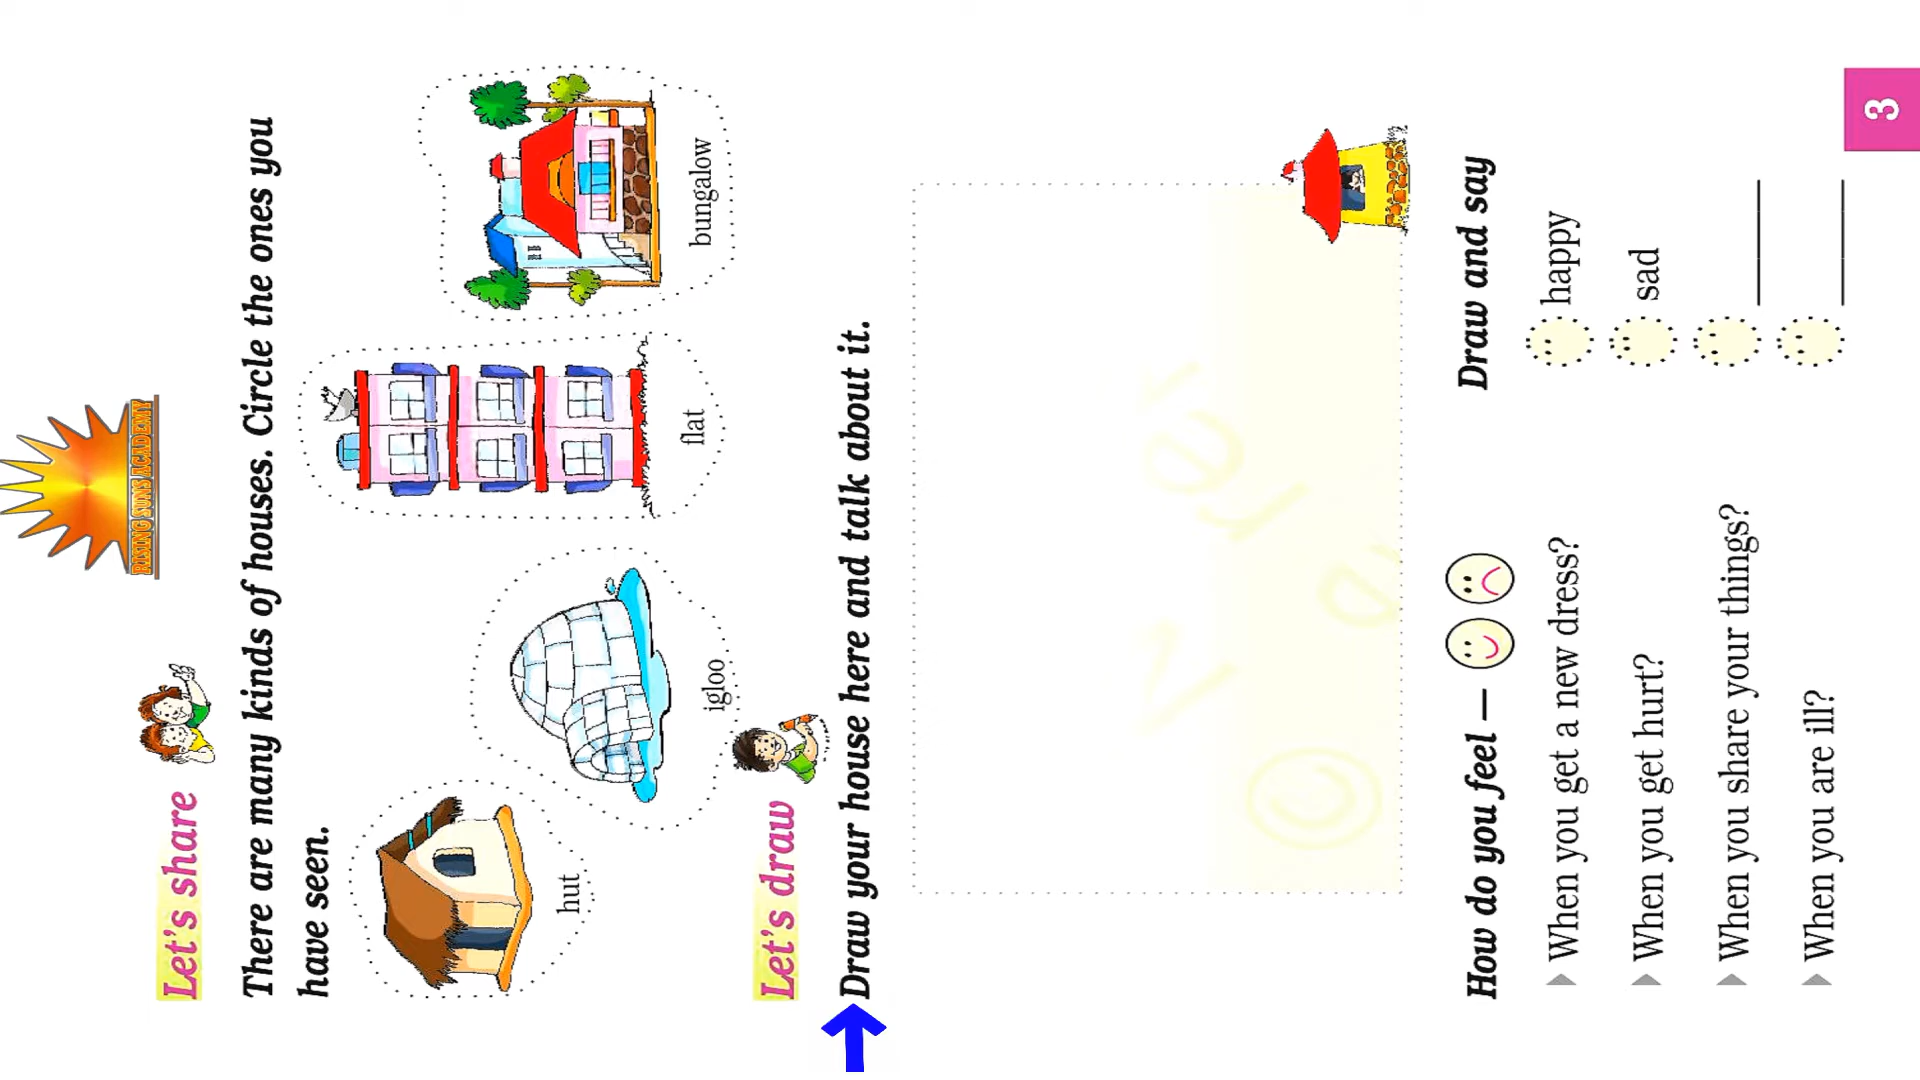 RISING SUNS ACADEMY
Let's share
There are many kinds of houses. Circle the ones you
have seen.
hut
igloo
flat
bungalow
Let's draw
Draw your house here and talk about it.
How do you feel —
Draw and say
When you get a new dress?
happy
When you get hurt?
sad
When you share your things?
When you are ill?
3